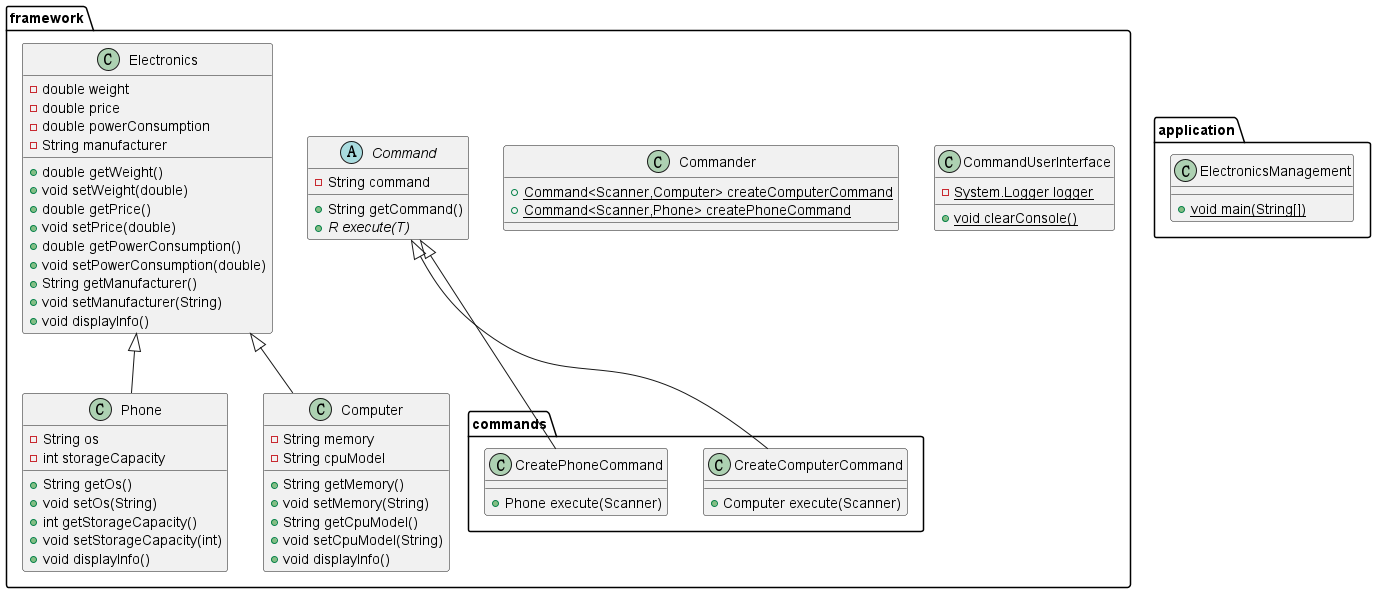 framework
C Electronics
double weight
double price
double powerConsumption
String manufacturer
double getWeight()
void setWeight(double)
double getPrice()
void setPrice(double)
double getPowerConsumption()
void setPowerConsumption(double)
String getManufacturer()
void setManufacturer(String)
void displayInfo()
A Command
String command
String getCommand()
R execute(T)
C Commander
Command<Scanner,Computer> createComputerCommand
Command<Scanner,Phone> createPhoneCommand
C CommandUserInterface
System.Logger logger
void clearConsole()
application
C ElectronicsManagement
void main(String[])
C Phone
String os
int storageCapacity
String getOs()
void setOs(String)
int getStorageCapacity()
void setStorageCapacity(int)
void displayInfo()
C Computer
String memory
String cpuModel
String getMemory()
void setMemory(String)
String getCpuModel()
void setCpuModel(String)
void displayInfo()
commands
C CreatePhoneCommand
Phone execute(Scanner)
C CreateComputerCommand
Computer execute(Scanner)